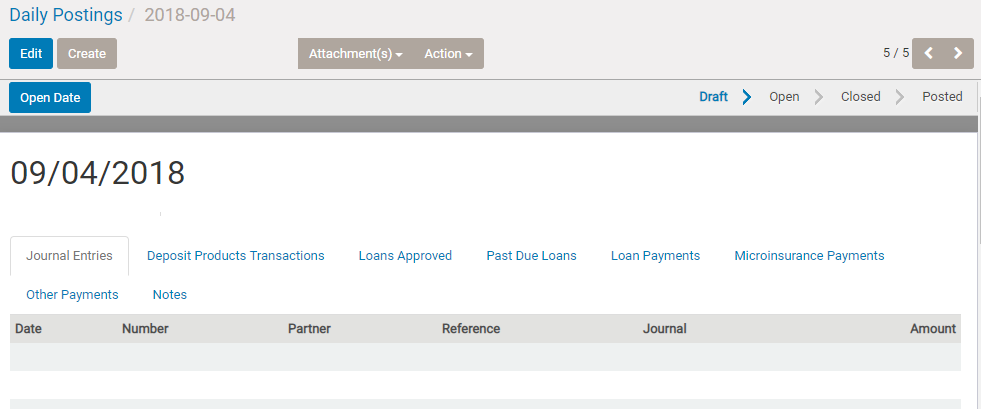 Daily Postings / 2018-09-04
Edit Create Attachment(s) Action 5 / 5
Open Date Draft Open Closed Posted
09/04/2018
Journal Entries Deposit Products Transactions Loans Approved Past Due Loans Loan Payments Microinsurance Payments
Other Payments Notes
Date Number Partner Reference Journal Amount